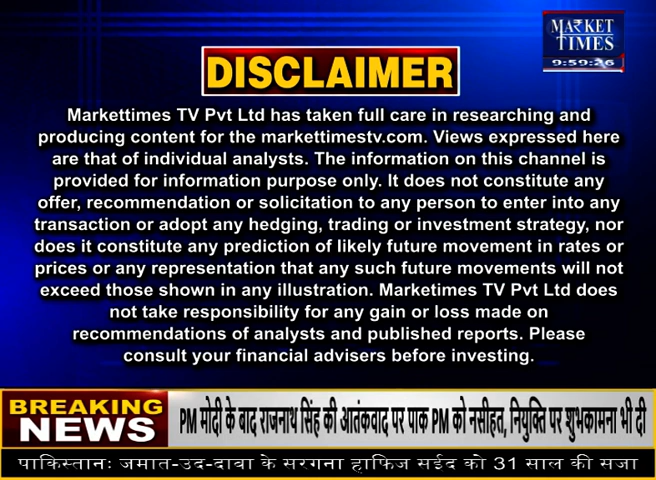 MARKET
TIMES
9:59:26
DISCLAIMER
Markettimes TV Pvt Ltd has taken full care in researching and
producing content for the markettimestv.com. Views expressed here
are that of individual analysts. The information on this channel is
provided for information purpose only. It does not constitute any
offer, recommendation or solicitation to any person to enter into any
transaction or adopt any hedging, trading or investment strategy, nor
does it constitute any prediction of likely future movement in rates or
prices or any representation that any such future movements will not
exceed those shown in any illustration. Marketimes TV Pvt Ltd does
not take responsibility for any gain or loss made on
recommendations of analysts and published reports. Please
consult your financial advisers before investing.
BREAKING
NEWS
PM मोदी के बाद राजनाथ सिंह की आतंकवाद पर पाक PM को नसीहत, नियुक्ति पर शुभकामना भी दी
पाकिस्तानः जमात-उद-दावा के सरगना हाफिज सईद को 31 साल की सजा